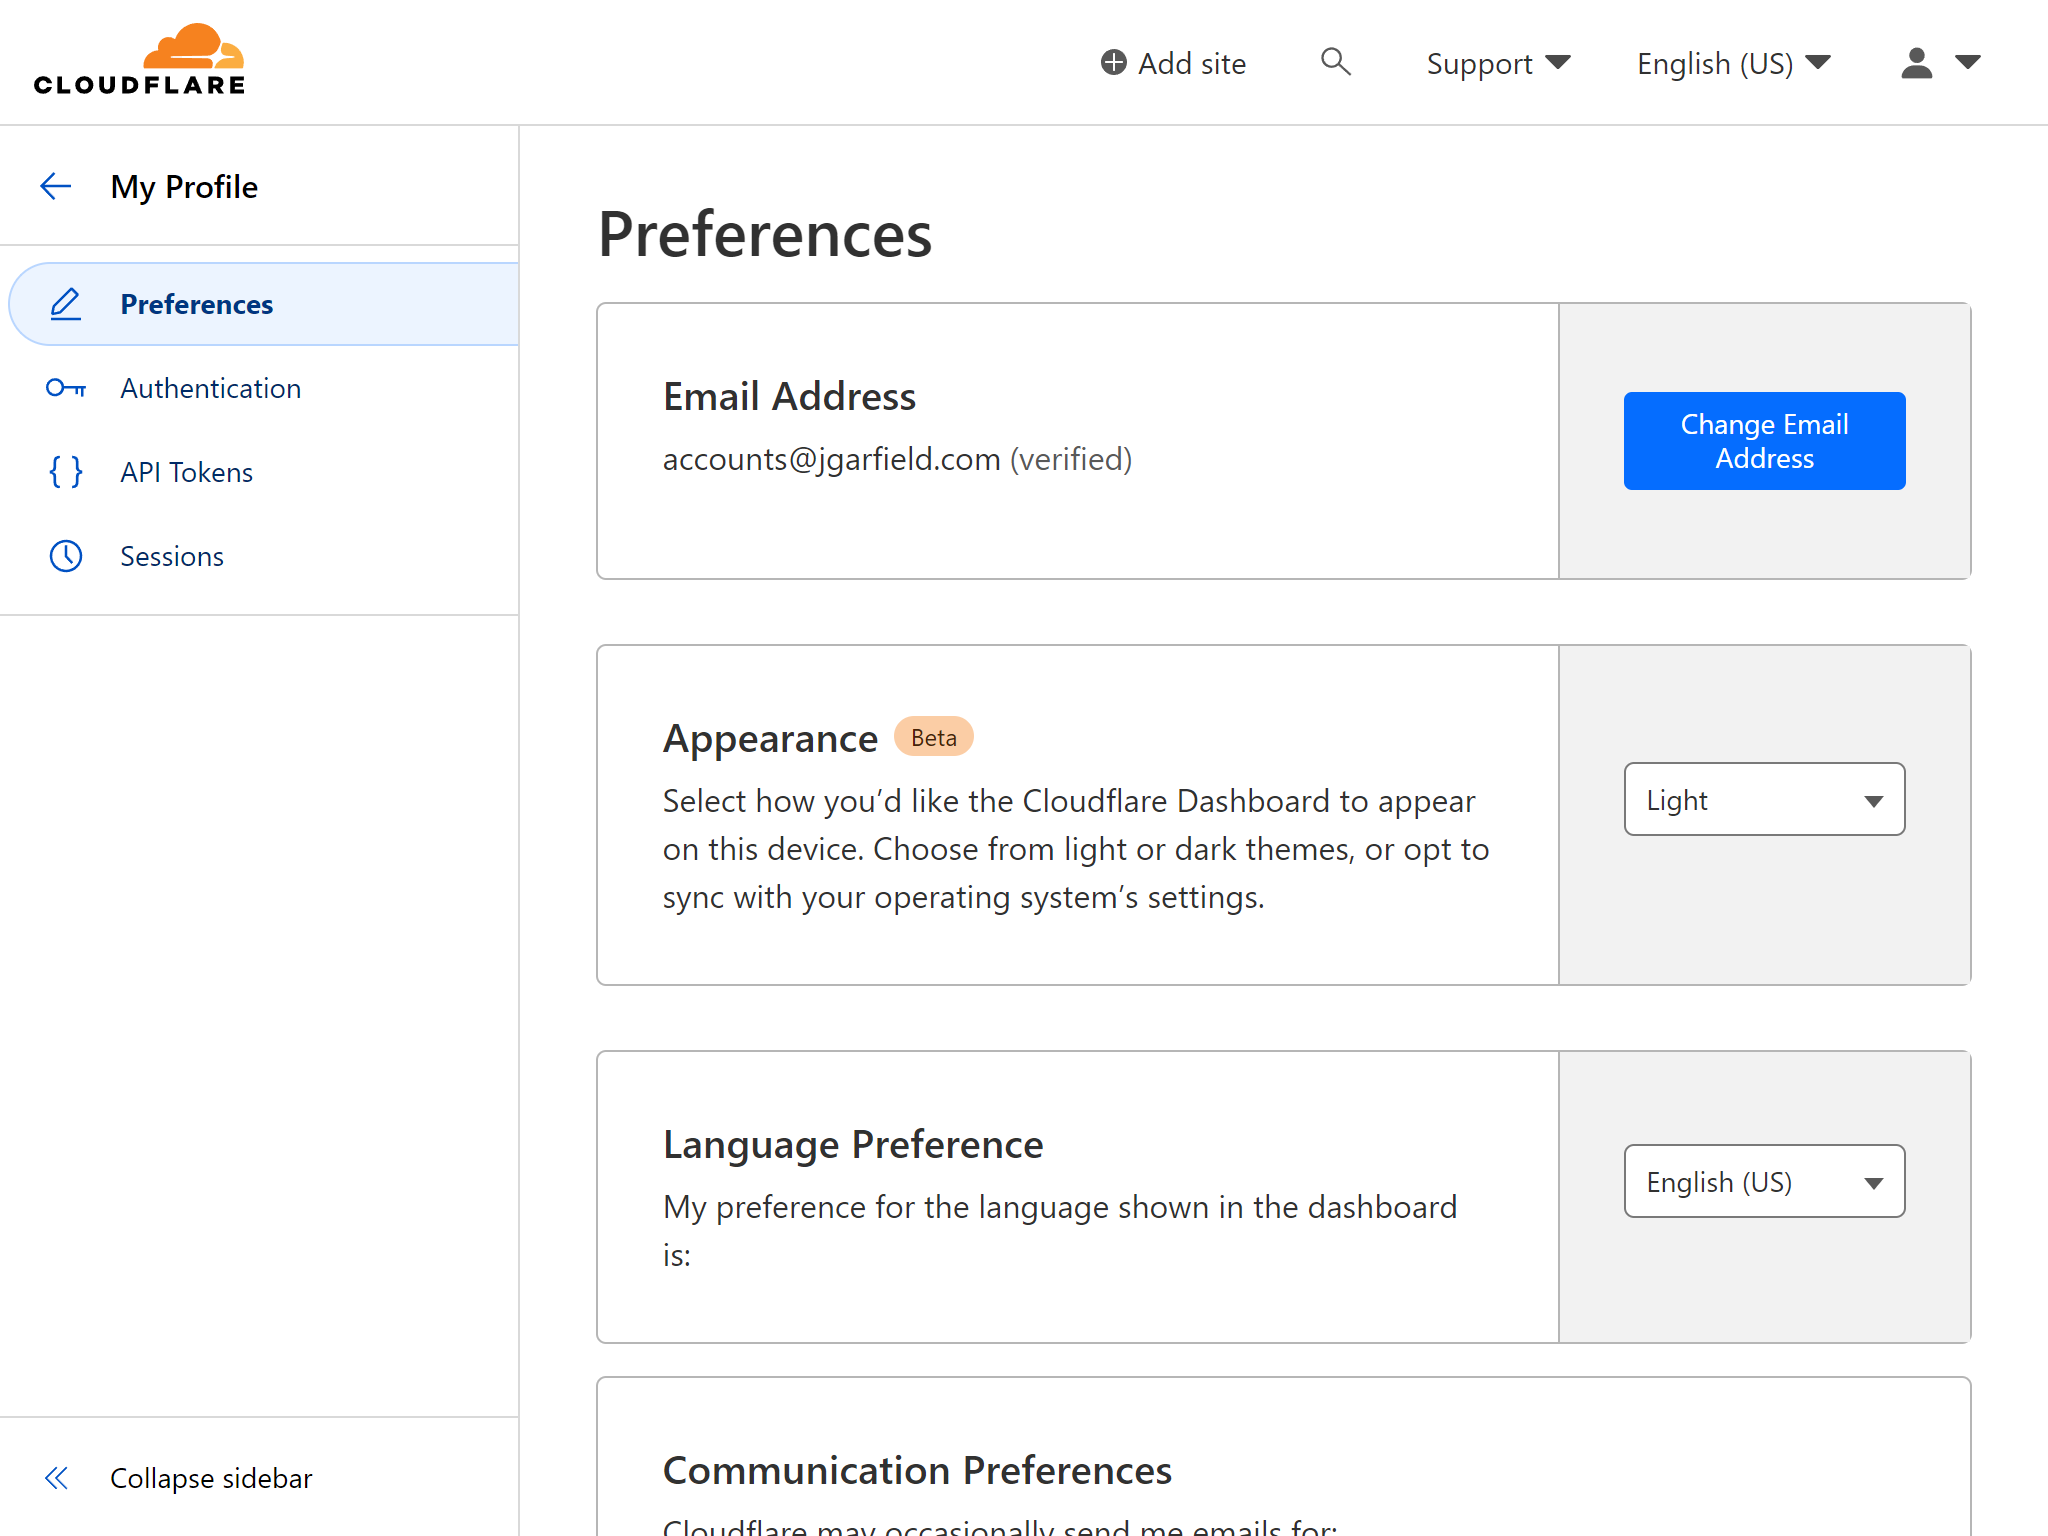 CLOUDFLARE
Add site
Support
English (US)
My Profile
Preferences
Authentication
API Tokens
Sessions
Collapse sidebar
Preferences
Email Address
accounts@jgarfield.com (verified)
Change Email
Address
Appearance Beta
Select how you’d like the Cloudflare Dashboard to appear
on this device. Choose from light or dark themes, or opt to
sync with your operating system’s settings.
Light
Language Preference
My preference for the language shown in the dashboard
is:
English (US)
Communication Preferences
Cloudflare may occasionally send me emails for: